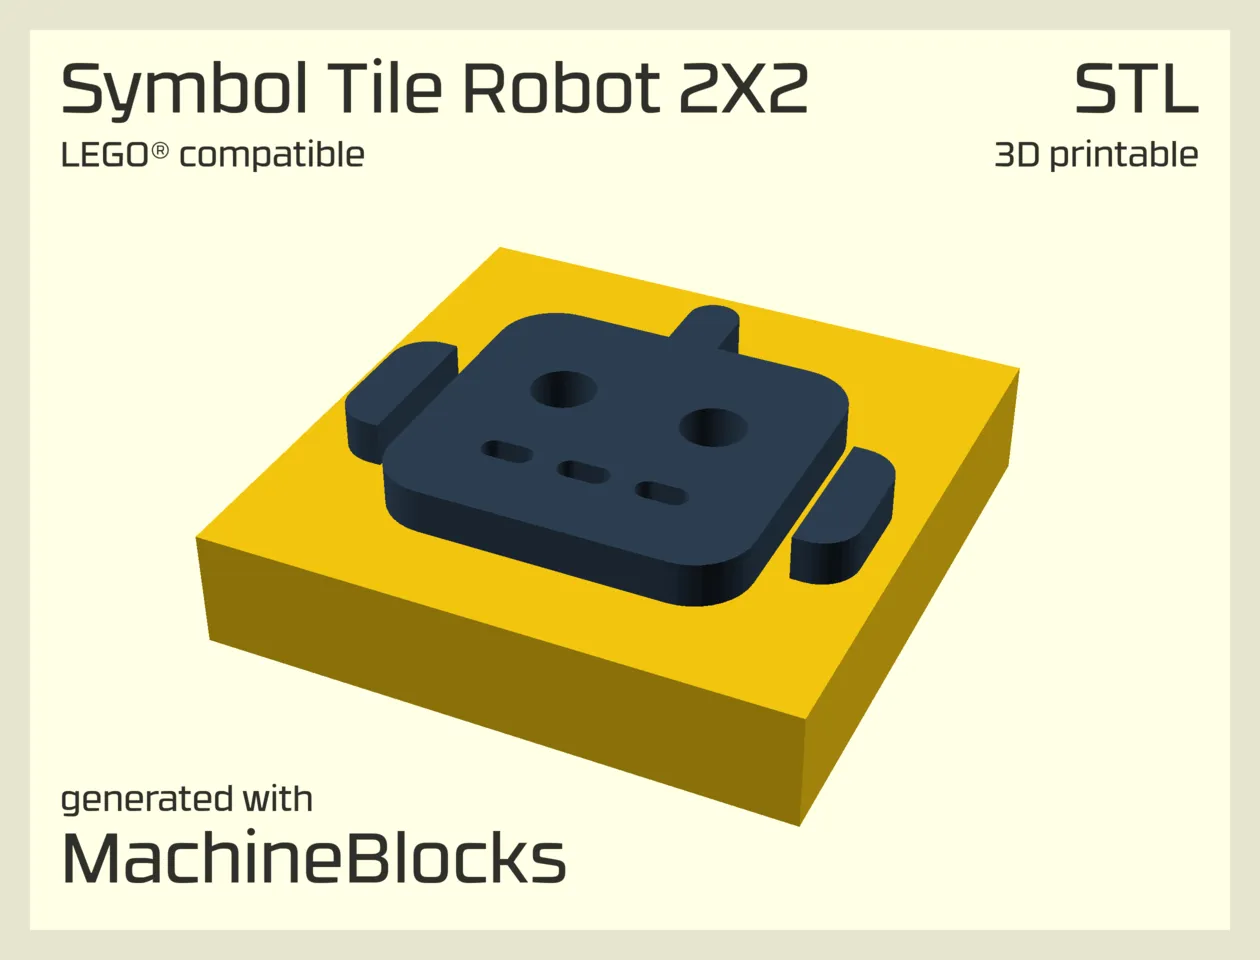 Symbol Tile Robot 2X2
STL
LEGO® compatible
3D printable
generated with
MachineBlocks